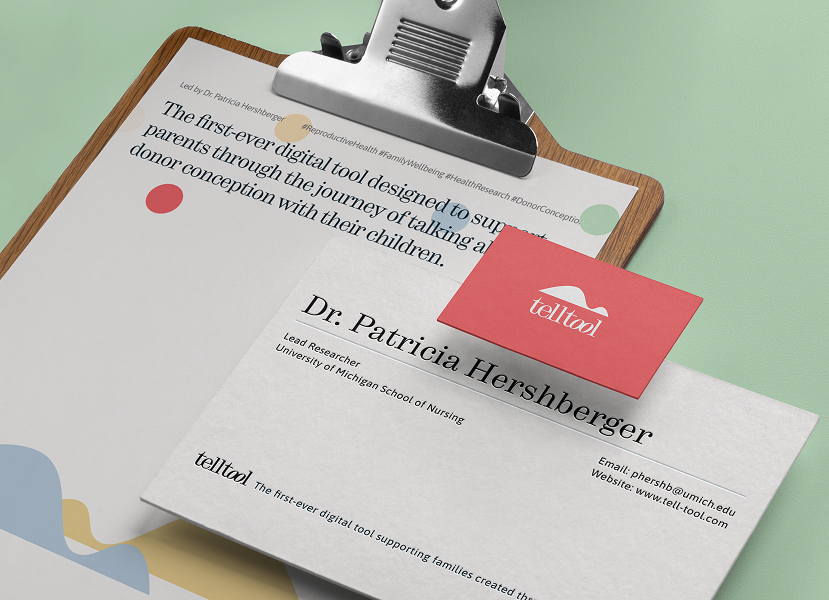 Led by Dr. Patricia Hershberger #ReproductiveHealth #FamilyWellbeing #HealthResearch #DonorConceptio
The first-ever digital tool designed to support
parents through the journey of talking a
donor conception with their children.
telltool
Dr. Patricia Hershberger
Lead Researcher
University of Michigan School of Nursing
Email: phershb@umich.edu
Website: www.tell-tool.com
telltool The first-ever digital tool supporting families created